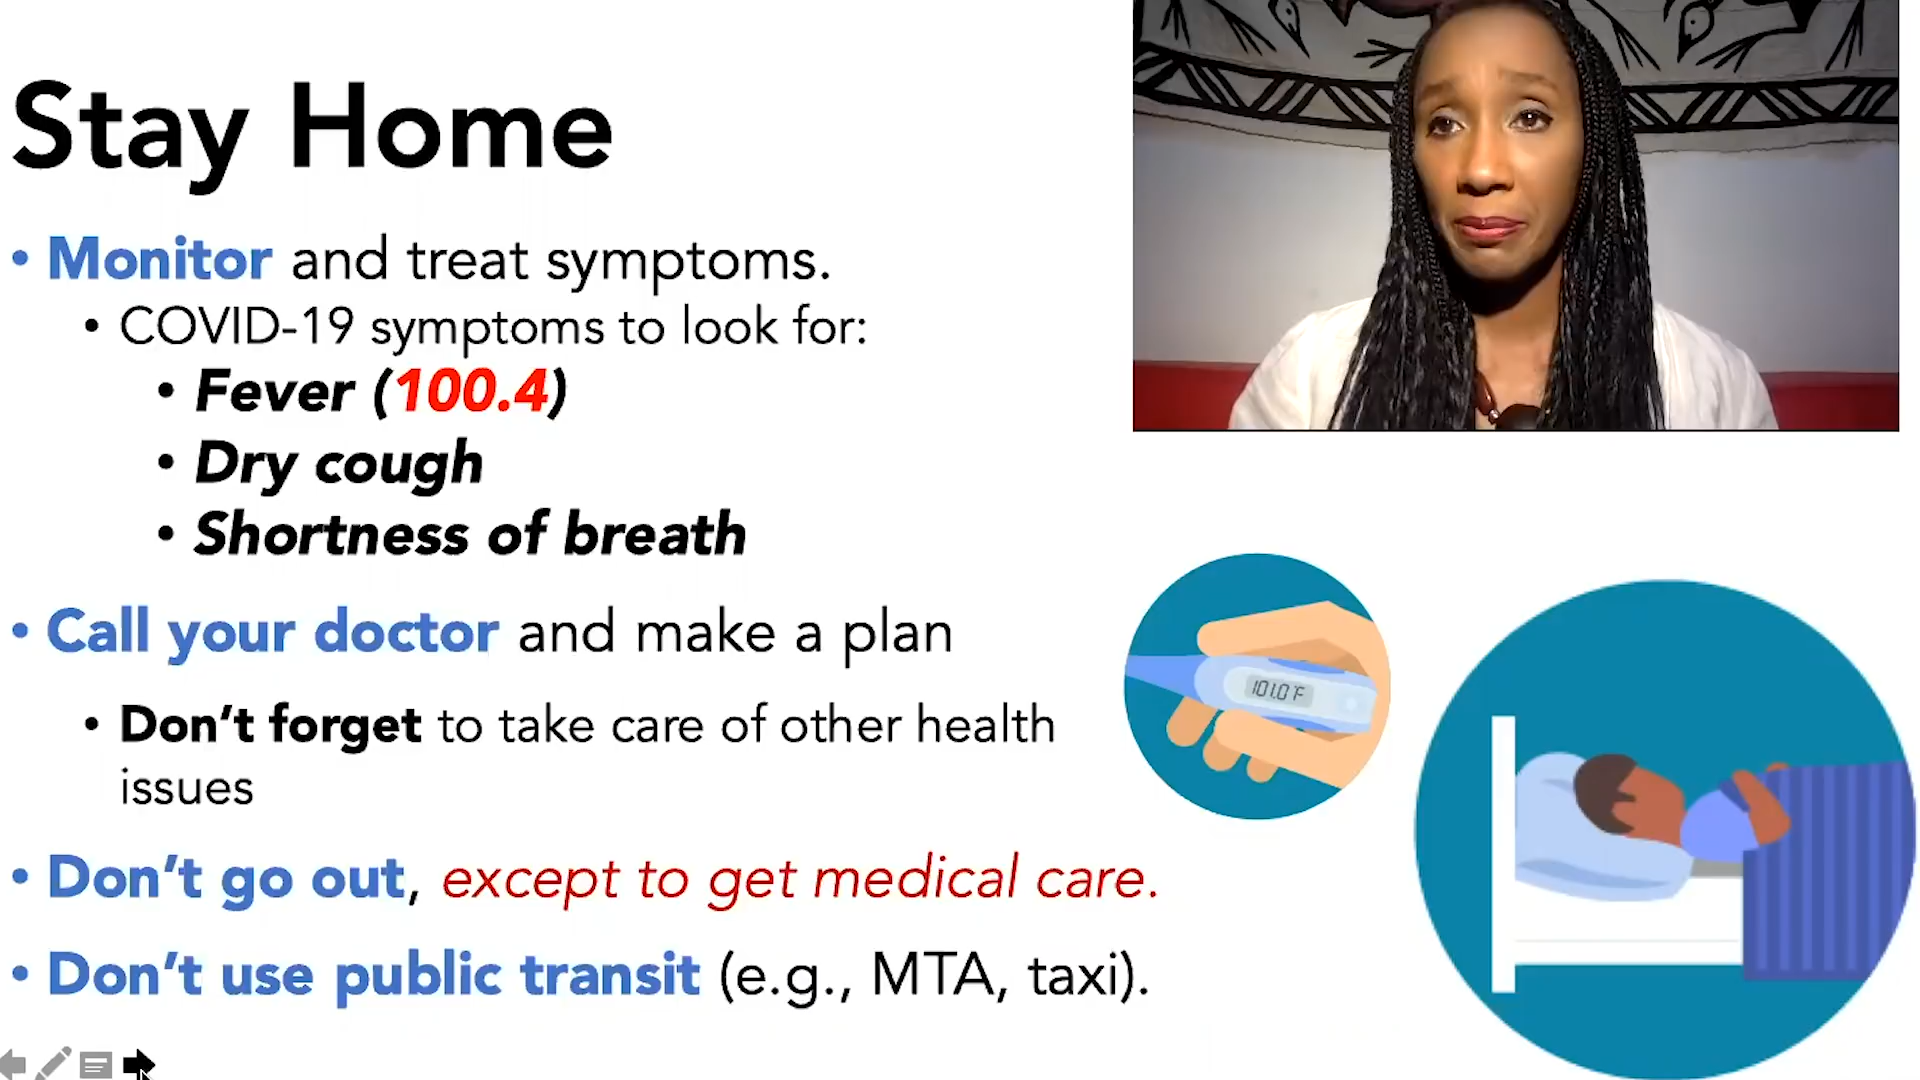 Stay Home
• Monitor and treat symptoms.
• COVID-19 symptoms to look for:
• Fever (100.4)
• Dry cough
• Shortness of breath
• Call your doctor and make a plan
• Don’t forget to take care of other health
issues
• Don’t go out, except to get medical care.
• Don’t use public transit (e.g., MTA, taxi).
101.0°F